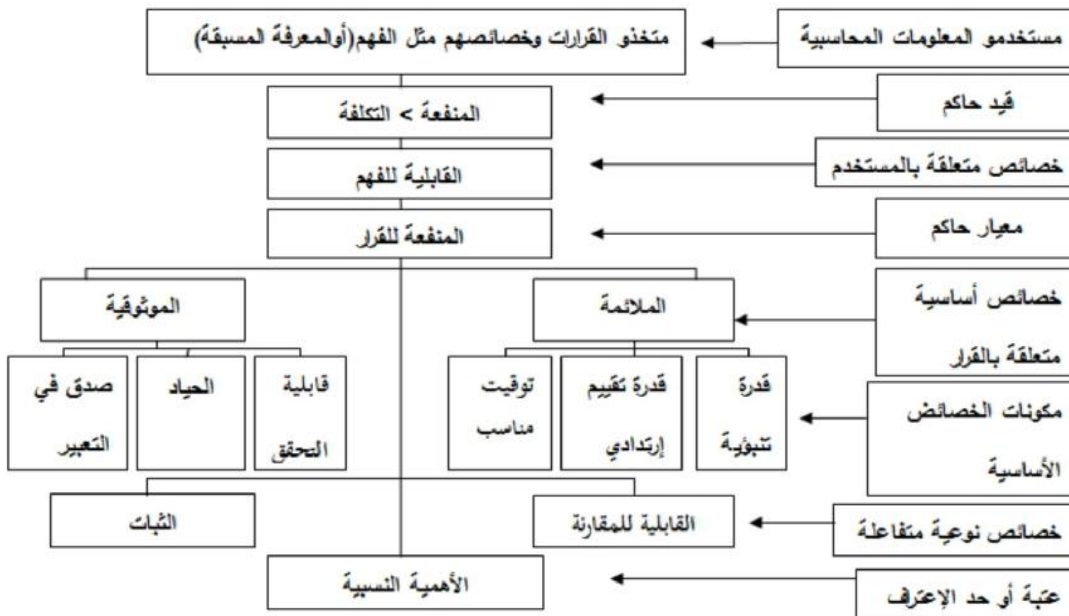 مستخدمو المعلومات المحاسبية
متخذو القرارات وخصائصهم مثل الفهم(أوالمعرفة المسبقة)
قيد حاكم
المنفعة > التكلفة
خصائص متعلقة بالمستخدم
القابلية للفهم
معيار حاكم
المنفعة للقرار
خصائص أساسية
متعلقة بالقرار
الملائمة
الموثوقية
مكونات الخصائض
الأساسية
قدرة
تنبؤية
قدرة تقييم
إرتدادي
توقيت
مناسب
قابلية
التحقق
الحياد
صدق في
التعبير
خصائص نوعية متفاعلة
القابلية للمقارنة
الثبات
عتبة أو حد الإعتراف
الأهمية النسبية